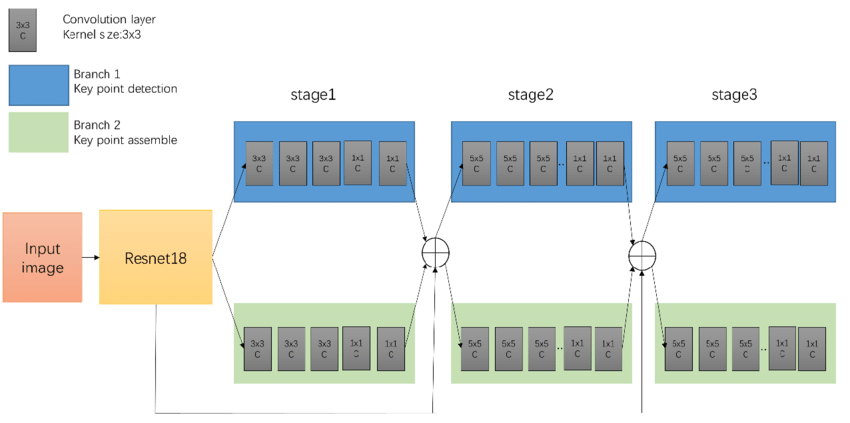 3x3
C
Convolution layer
Kernel size:3x3
Branch 1
Key point detection
Branch 2
Key point assemble
stage1
stage2
stage3
3x3
C
3x3
C
3x3
C
1x1
C
1x1
C
5x5
C
5x5
C
5x5
C
..
1x1
C
1x1
C
5x5
C
5x5
C
5x5
C
..
1x1
C
1x1
C
Input
image
Resnet18
3x3
C
3x3
C
3x3
C
1x1
C
1x1
C
5x5
C
5x5
C
5x5
C
..
1x1
C
1x1
C
5x5
C
5x5
C
5x5
C
..
1x1
C
1x1
C